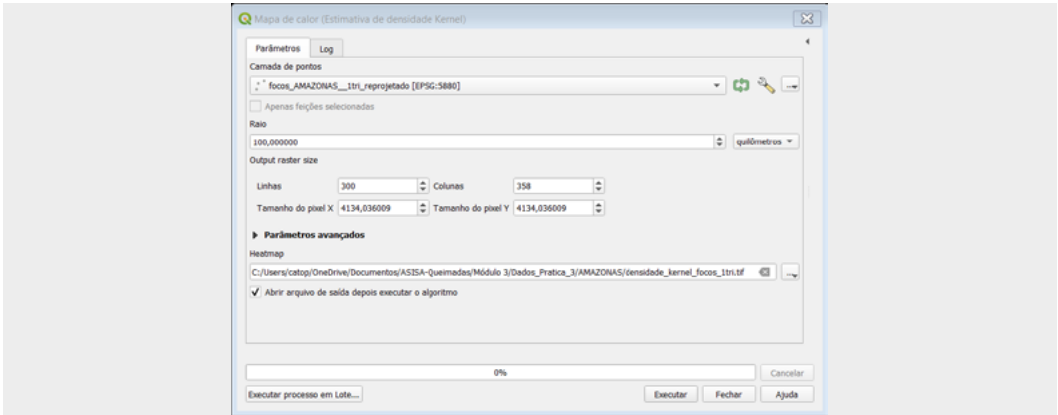 Mapa de calor (Estimativa de densidade Kernel)
Parâmetros Log
Camada de pontos
focos_AMAZONAS__1tri_reprojetado [EPSG:5880]
Apenas feições selecionadas
Raio
100,000000 quilômetros
Output raster size
Linhas 300 Colunas 358
Tamanho do pixel X 4134,036009 Tamanho do pixel Y 4134,036009
Parâmetros avançados
Heatmap
C:/Users/catop/OneDrive/Documentos/ASISA-Queimadas/Módulo 3/Dados_Pratica_3/AMAZONAS/densidade_kernel_focos_1tri.tif
Abrir arquivo de saída depois executar o algoritmo
0% Cancelar
Executar processo em Lote... Executar Fechar Ajuda